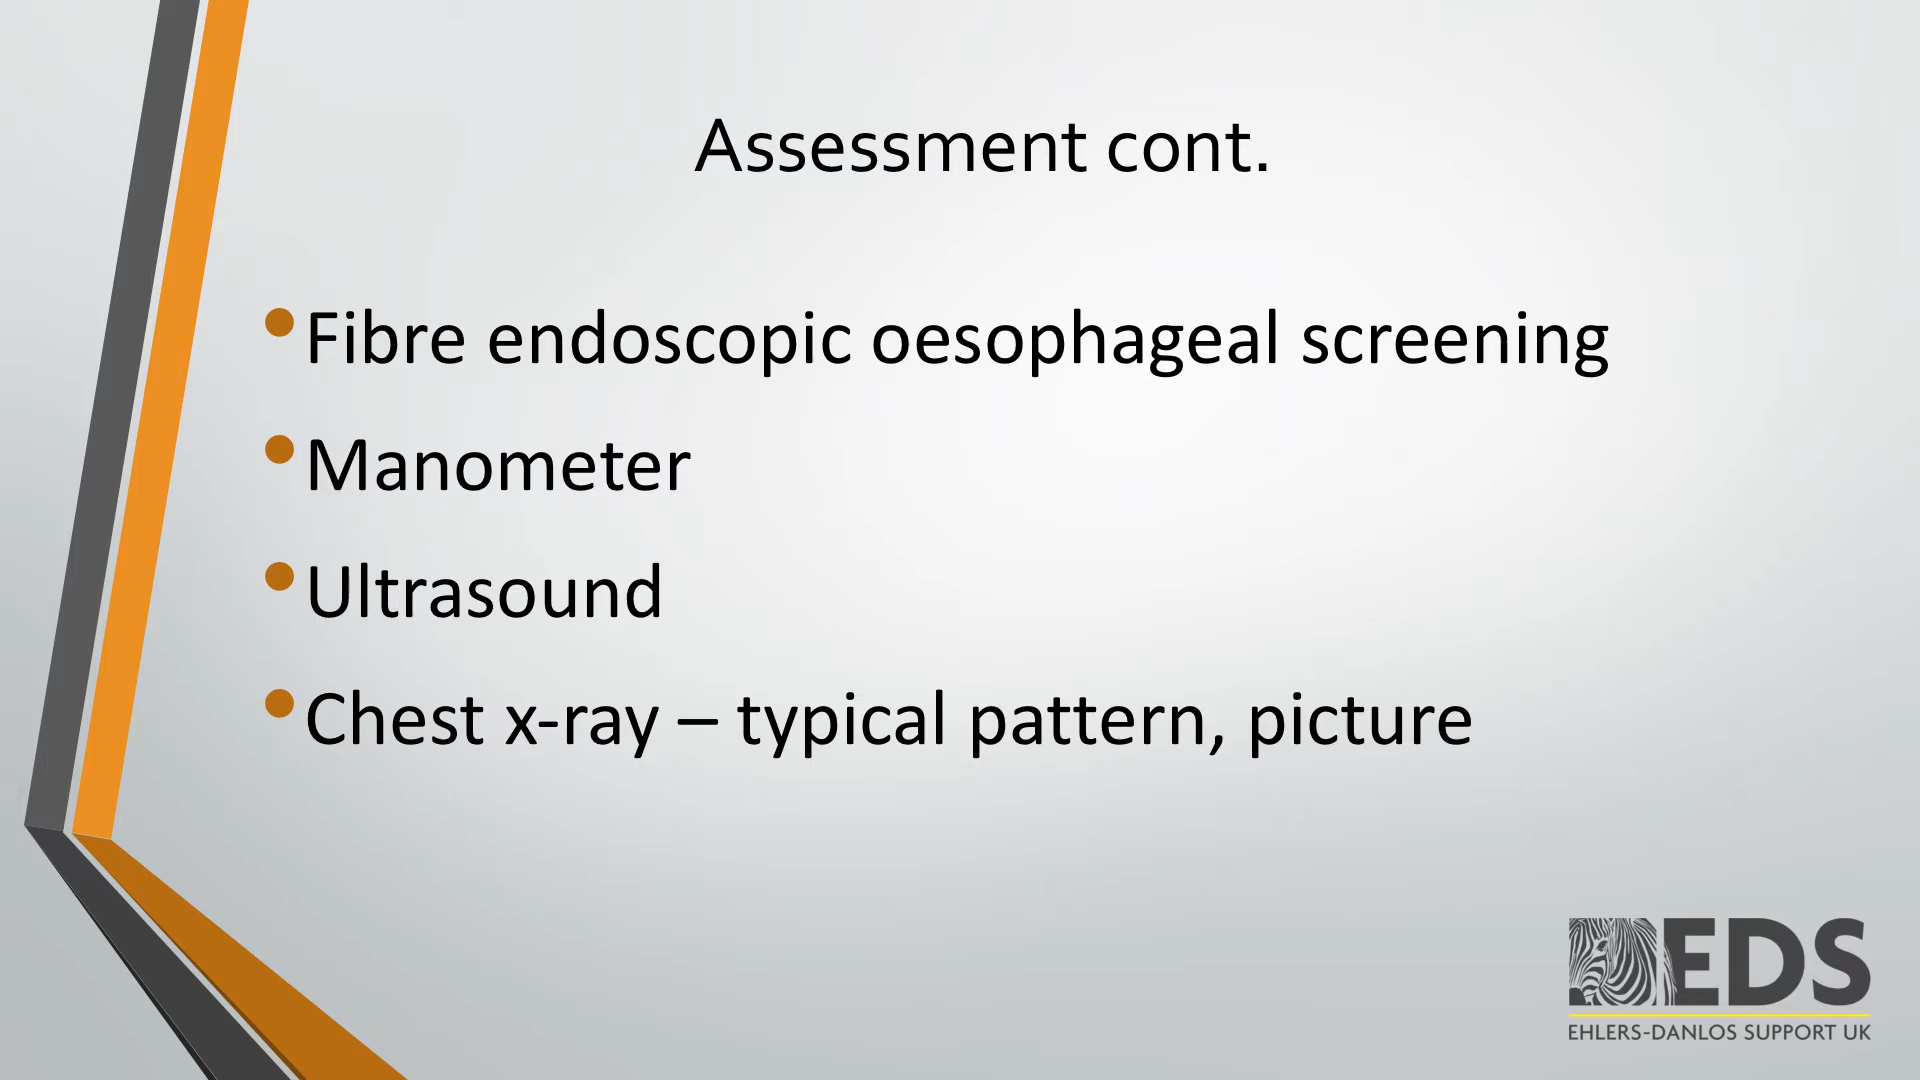 Assessment cont.
•Fibre endoscopic oesophageal screening
•Manometer
•Ultrasound
•Chest x-ray – typical pattern, picture
EDS
EHLERS-DANLOS SUPPORT UK